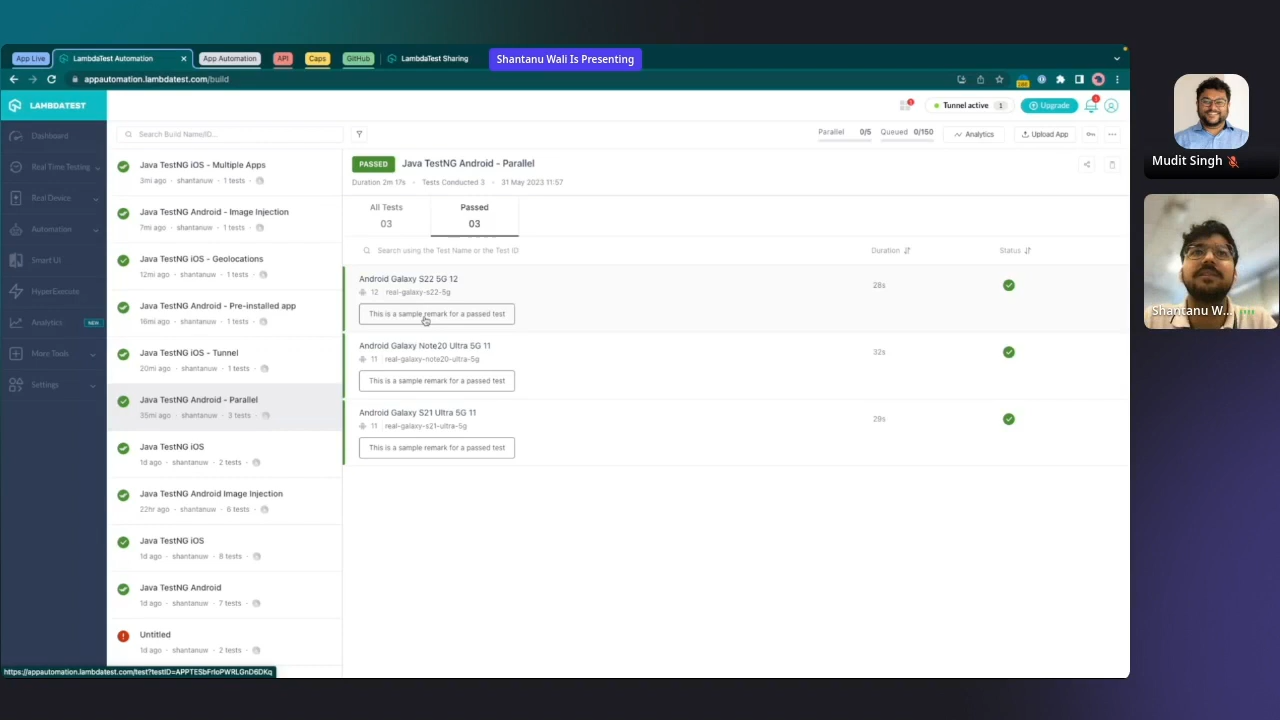 App Live
LambdaTest Automation
App Automation
API
Caps
GitHub
LambdaTest Sharing
Shantanu Wali Is Presenting
appautomation.lambdatest.com/build
LAMBDATEST
1
Tunnel active 1
Upgrade
1
Dashboard
Real Time Testing
Real Device
Automation
Smart UI
HyperExecute
Analytics NEW
More Tools
Settings
Search Build Name/ID...
Parallel 0/5 Queued 0/150
Analytics
Upload App
Java TestNG iOS - Multiple Apps
3mi ago · shantanuw · 1 tests ·
Java TestNG Android - Image Injection
7mi ago · shantanuw · 1 tests ·
Java TestNG iOS - Geolocations
12mi ago · shantanuw · 1 tests ·
Java TestNG Android - Pre-installed app
16mi ago · shantanuw · 1 tests ·
Java TestNG iOS - Tunnel
20mi ago · shantanuw · 1 tests ·
Java TestNG Android - Parallel
35mi ago · shantanuw · 3 tests ·
Java TestNG iOS
1d ago · shantanuw · 2 tests ·
Java TestNG Android Image Injection
22hr ago · shantanuw · 6 tests ·
Java TestNG iOS
1d ago · shantanuw · 8 tests ·
Java TestNG Android
1d ago · shantanuw · 7 tests ·
Untitled
1d ago · shantanuw · 2 tests ·
PASSED Java TestNG Android - Parallel
Duration 2m 17s · Tests Conducted 3 · 31 May 2023 11:57
All Tests
03
Passed
03
Search using the Test Name or the Test ID
Duration
Status
Android Galaxy S22 5G 12
12 real-galaxy-s22-5g
This is a sample remark for a passed test
28s
Android Galaxy Note20 Ultra 5G 11
11 real-galaxy-note20-ultra-5g
This is a sample remark for a passed test
32s
Android Galaxy S21 Ultra 5G 11
11 real-galaxy-s21-ultra-5g
This is a sample remark for a passed test
29s
Mudit Singh
Shantanu W...